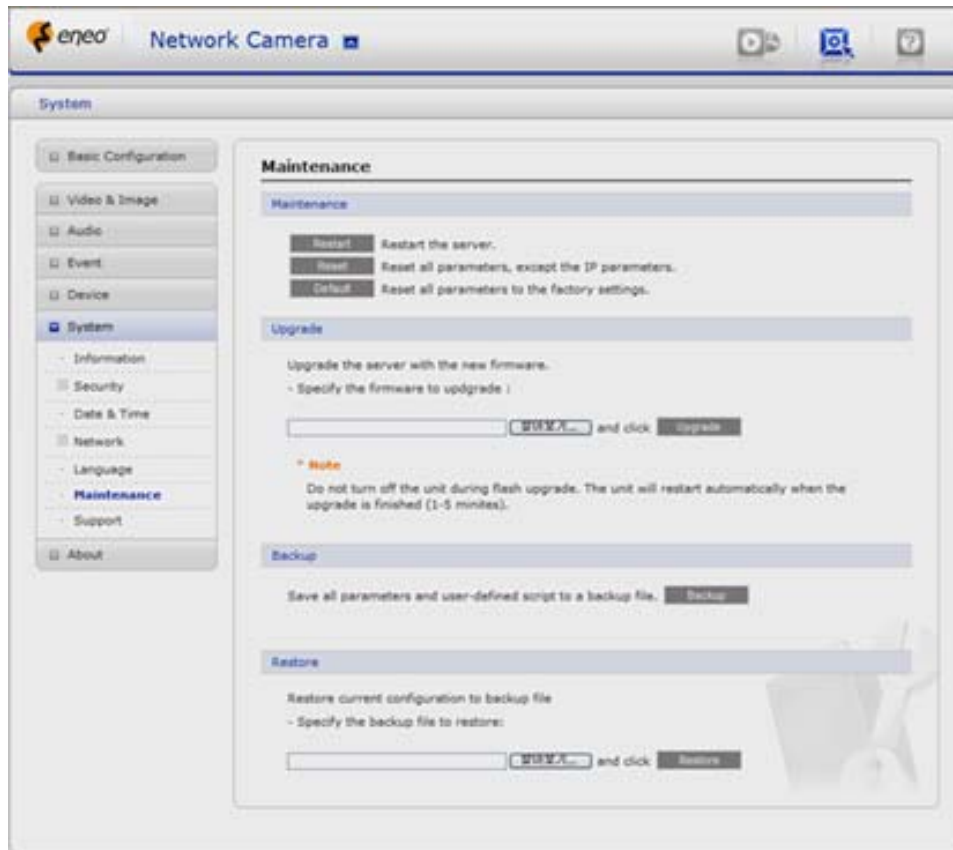 eneo
Network Camera
System
Basic Configuration
Video & Image
Audio
Event
Device
System
Information
Security
Date & Time
Network
Language
Maintenance
Support
About
Maintenance
Maintenance
Restart Restart the server.
Reset Reset all parameters, except the IP parameters.
Default Reset all parameters to the factory settings.
Upgrade
Upgrade the server with the new firmware.
- Specify the firmware to updgrade :
and click Upgrade
* Note
Do not turn off the unit during flash upgrade. The unit will restart automatically when the
upgrade is finished (1-5 minites).
Backup
Save all parameters and user-defined script to a backup file. Backup
Restore
Restore current configuration to backup file
- Specify the backup file to restore:
and click Restore